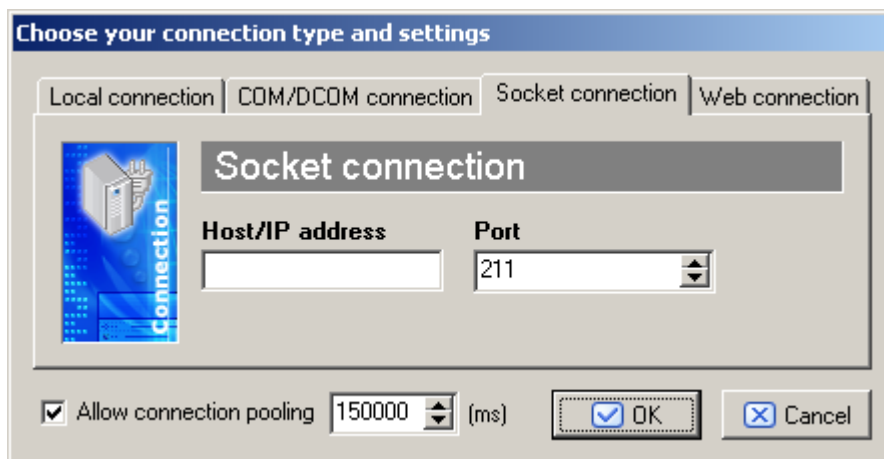 Choose your connection type and settings
Local connection COM/DCOM connection Socket connection Web connection
Socket connection
Connection
Host/IP address Port
211
Allow connection pooling 150000 (ms) OK Cancel